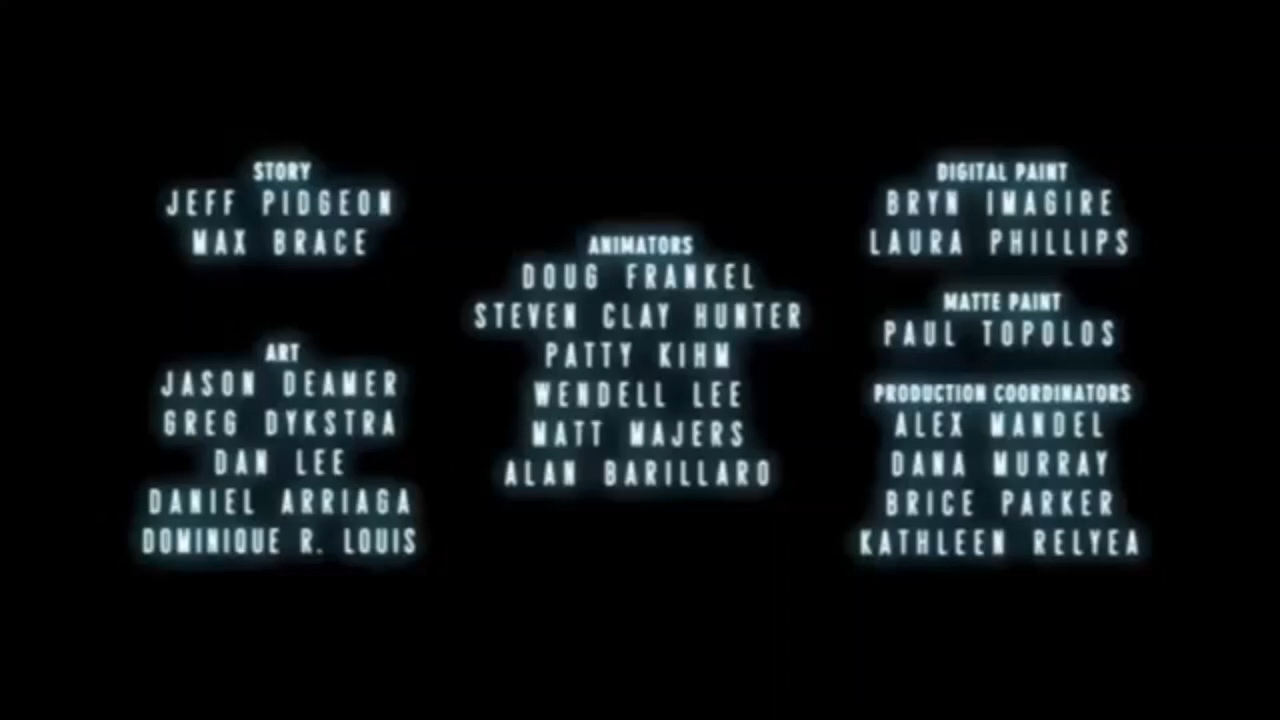 STORY
JEFF PIDGEON
MAX BRACE
ART
JASON DEAMER
GREG DYKSTRA
DAN LEE
DANIEL ARRIAGA
DOMINIQUE R. LOUIS
ANIMATORS
DOUG FRANKEL
STEVEN CLAY HUNTER
PATTY KIHM
WENDELL LEE
MATT MAJERS
ALAN BARILLARO
DIGITAL PAINT
BRYN IMAGIRE
LAURA PHILLIPS
MATTE PAINT
PAUL TOPOLOS
PRODUCTION COORDINATORS
ALEX MANDEL
DANA MURRAY
BRICE PARKER
KATHLEEN RELYEA